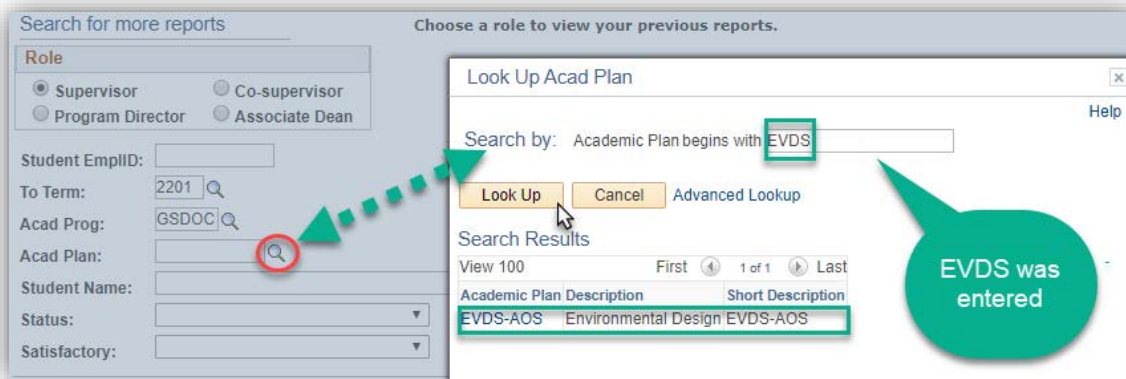 Search for more reports
Choose a role to view your previous reports.
Role
Supervisor Co-supervisor
Program Director Associate Dean
Student EmplID:
To Term: 2201
Acad Prog: GSDOC
Acad Plan:
Student Name:
Status:
Satisfactory:
Look Up Acad Plan
Help
Search by: Academic Plan begins with EVDS
Look Up Cancel Advanced Lookup
Search Results
View 100 First 1 of 1 Last
Academic Plan Description Short Description
EVDS-AOS Environmental Design EVDS-AOS
EVDS was
entered